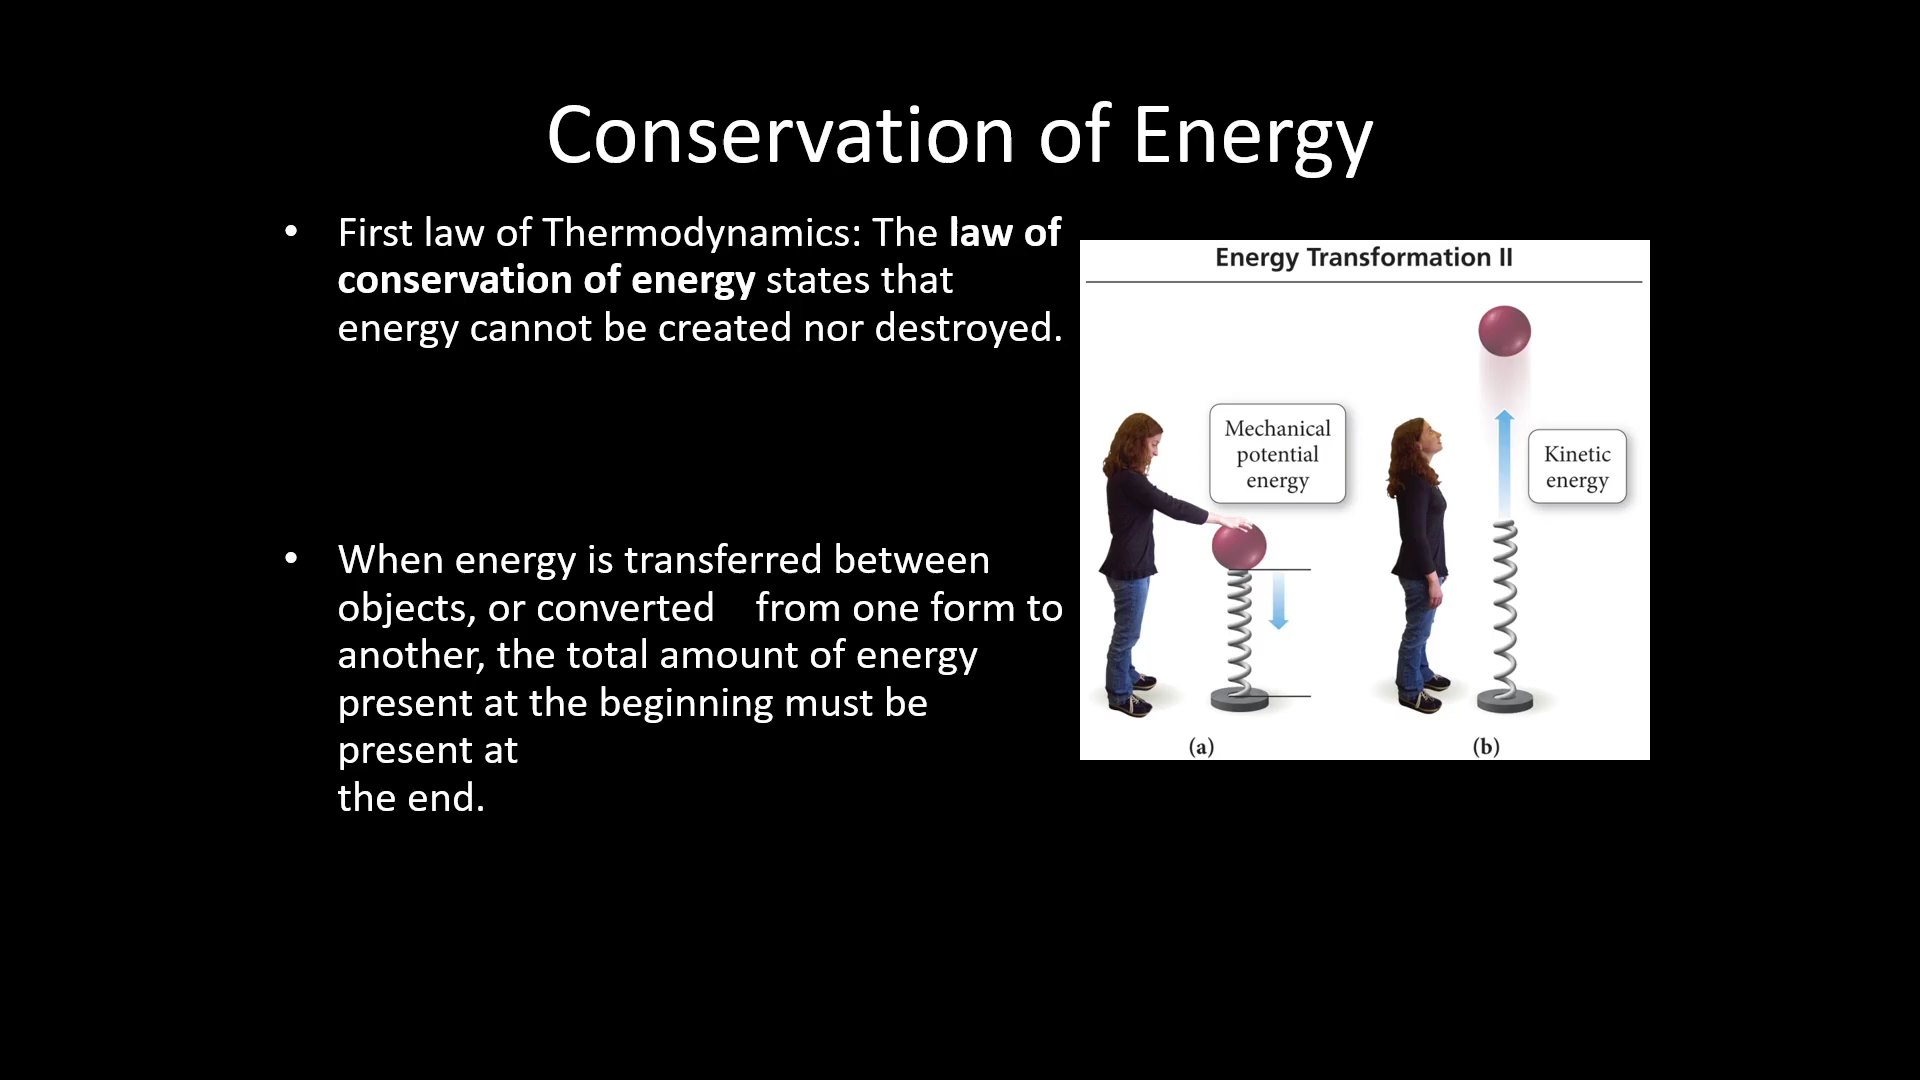 Conservation of Energy
• First law of Thermodynamics: The law of
conservation of energy states that
energy cannot be created nor destroyed.
• When energy is transferred between
objects, or converted    from one form to
another, the total amount of energy
present at the beginning must be
present at
the end.
Energy Transformation II
Mechanical
potential
energy
Kinetic
energy
(a)
(b)